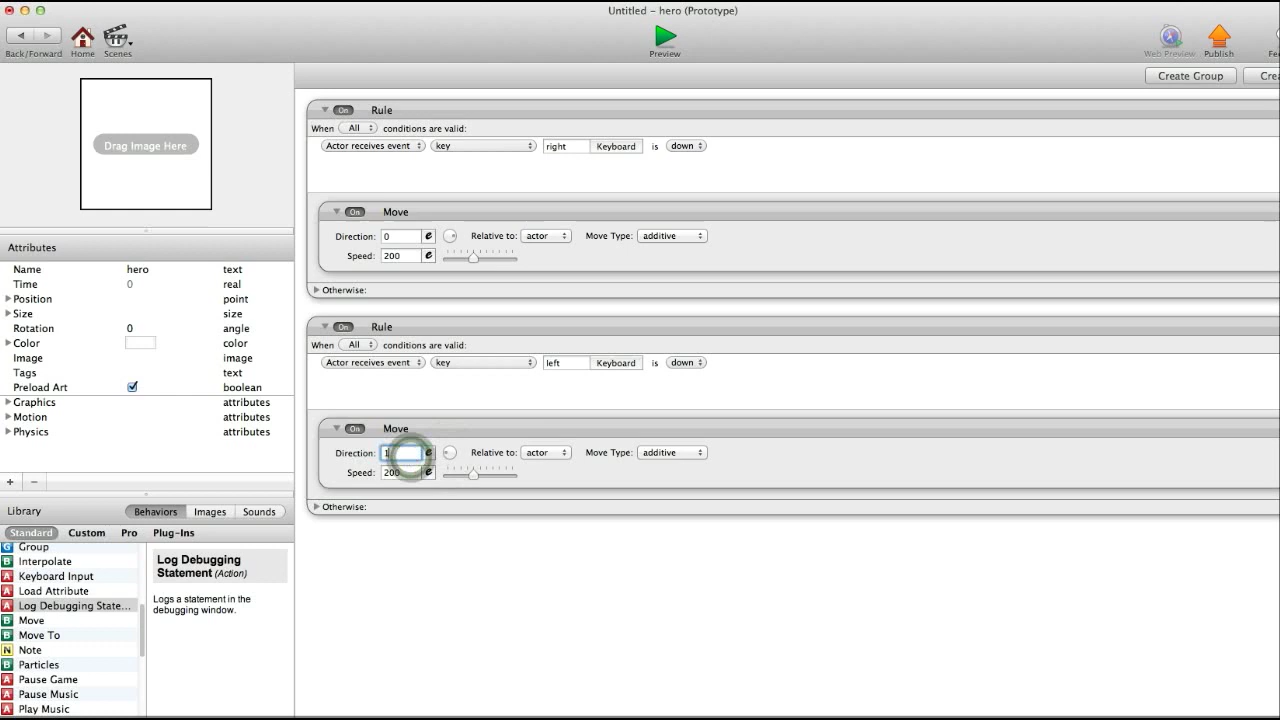 Untitled – hero (Prototype)
Back/Forward Home Scenes Preview Web Preview Publish
Create Group
Drag Image Here
Attributes
Name hero text
Time 0 real
Position point
Size size
Rotation 0 angle
Color color
Image image
Tags text
Preload Art boolean
Graphics attributes
Motion attributes
Physics attributes
+ −
Library Behaviors Images Sounds
Standard Custom Pro Plug-Ins
G Group
B Interpolate
A Keyboard Input
A Load Attribute
A Log Debugging State...
B Move
B Move To
N Note
B Particles
A Pause Game
A Pause Music
A Play Music
Log Debugging
Statement (Action)
Logs a statement in the
debugging window.
On Rule
When All conditions are valid:
Actor receives event key right Keyboard is down
On Move
Direction: 0 e Relative to: actor Move Type: additive
Speed: 200 e
Otherwise:
On Rule
When All conditions are valid:
Actor receives event key left Keyboard is down
On Move
Direction: 1 e Relative to: actor Move Type: additive
Speed: 200 e
Otherwise: